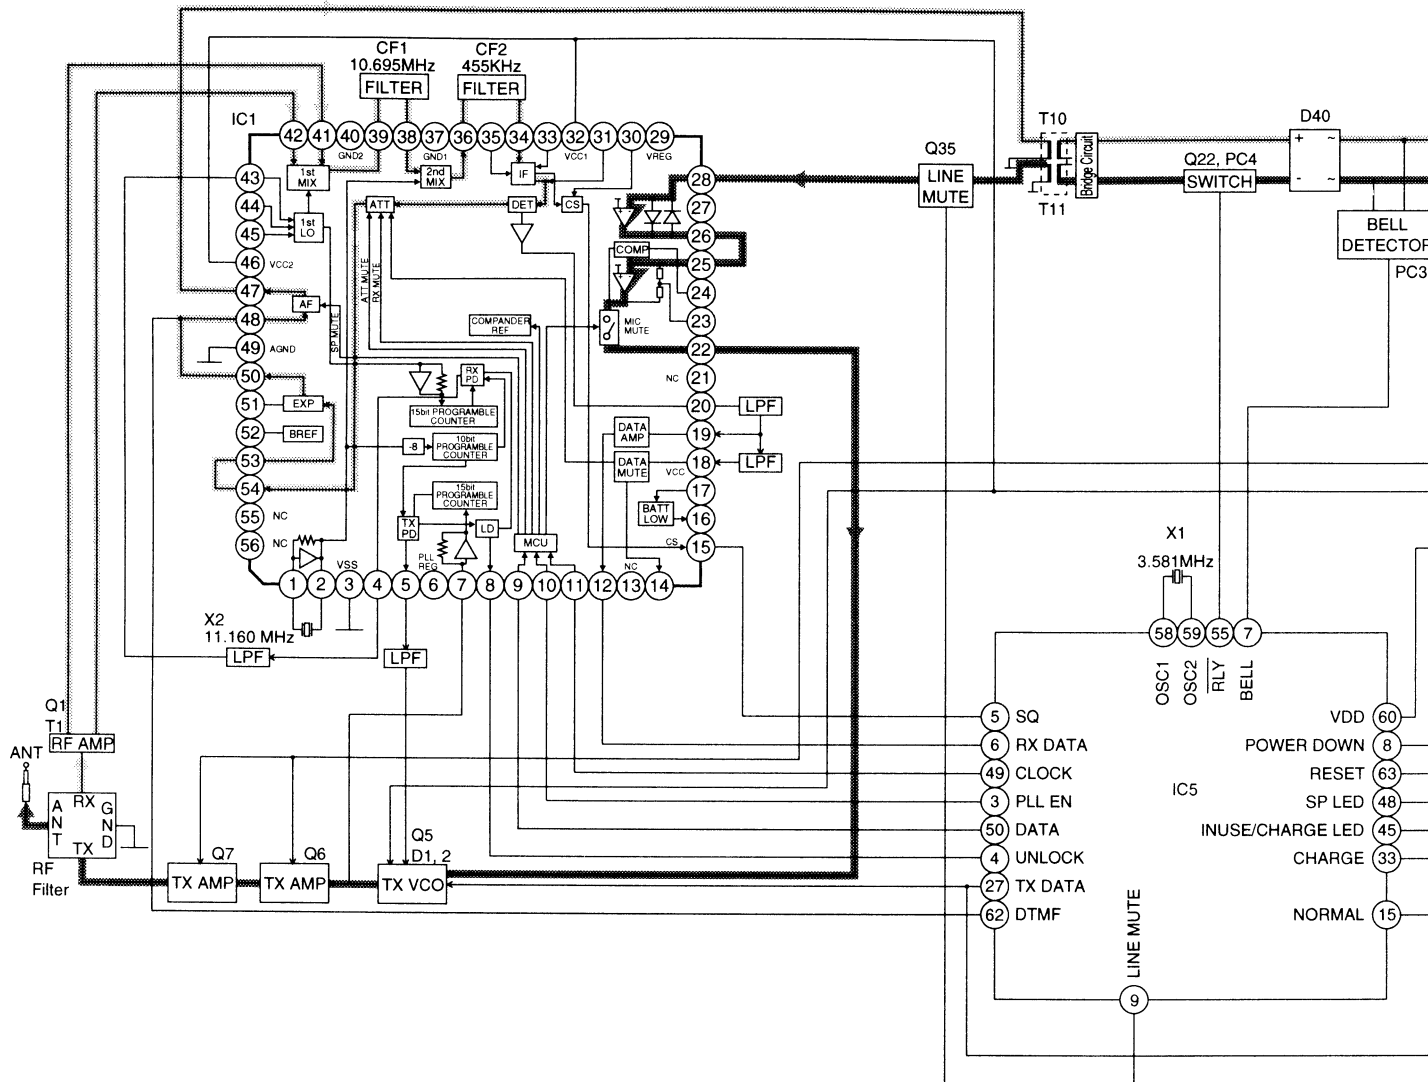 CF1
10.695MHz
FILTER
CF2
455KHz
FILTER
T10
T11
Bridge Circuit
D40
+
~
-
~
Q35
LINE
MUTE
Q22, PC4
SWITCH
BELL
DETECTOR
PC3
IC1
42 41 40 39 38 37 36 35 34 33 32 31 30 29
GND2
GND1
VCC1
VREG
1st
MIX
2nd
MIX
IF
1st
LO
ATT
DET
CS
43
44
45
46
VCC2
47
48
49
AGND
50
51
52
53
54
55
NC
56
NC
AF
EXP
BREF
SP MUTE
ATT MUTE
RX MUTE
COMPANDER
REF
COMP
MIC
MUTE
28
27
26
25
24
23
22
21
NC
20
19
18
VCC
17
16
15
CS
RX
PD
15bit PROGRAMBLE
COUNTER
-8
10bit
PROGRAMBLE
COUNTER
15bit
PROGRAMBLE
COUNTER
TX
PD
LD
PLL
REG
MCU
DATA
AMP
DATA
MUTE
BATT
LOW
LPF
LPF
VSS
NC
1 2 3 4 5 6 7 8 9 10 11 12 13 14
X2
11.160 MHz
LPF
LPF
Q1
T1
RF AMP
ANT
RX
ANT
GND
TX
RF
Filter
Q7
TX AMP
Q6
TX AMP
Q5
D1, 2
TX VCO
X1
3.581MHz
58 59 55 7
OSC1
OSC2
RLY
BELL
IC5
5 SQ
6 RX DATA
49 CLOCK
3 PLL EN
50 DATA
4 UNLOCK
27 TX DATA
62 DTMF
VDD 60
POWER DOWN 8
RESET 63
SP LED 48
INUSE/CHARGE LED 45
CHARGE 33
NORMAL 15
LINE MUTE
9